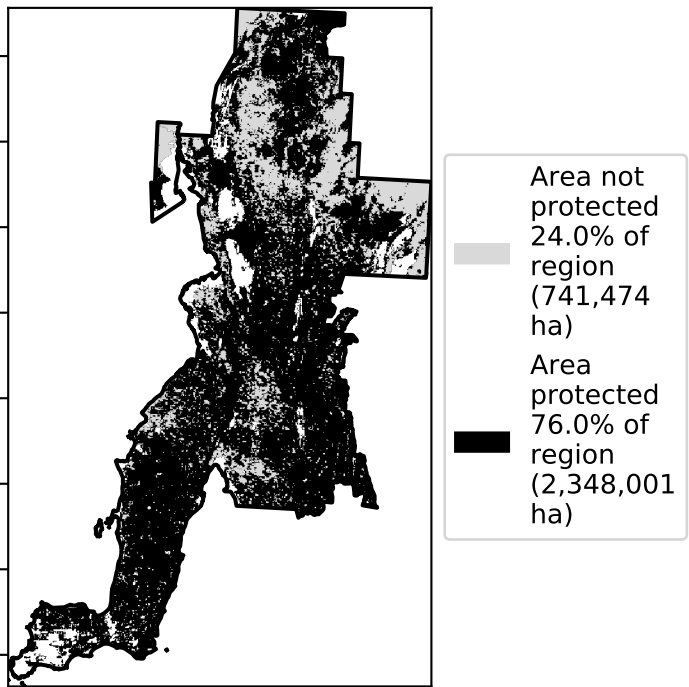 Area not
protected
24.0% of
region
(741,474
ha)
Area
protected
76.0% of
region
(2,348,001
ha)